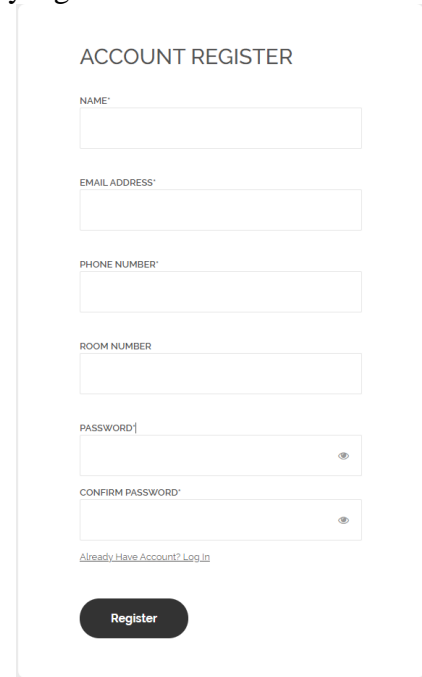 ACCOUNT REGISTER
NAME*
EMAIL ADDRESS*
PHONE NUMBER*
ROOM NUMBER
PASSWORD*
CONFIRM PASSWORD*
Already Have Account? Log In
Register